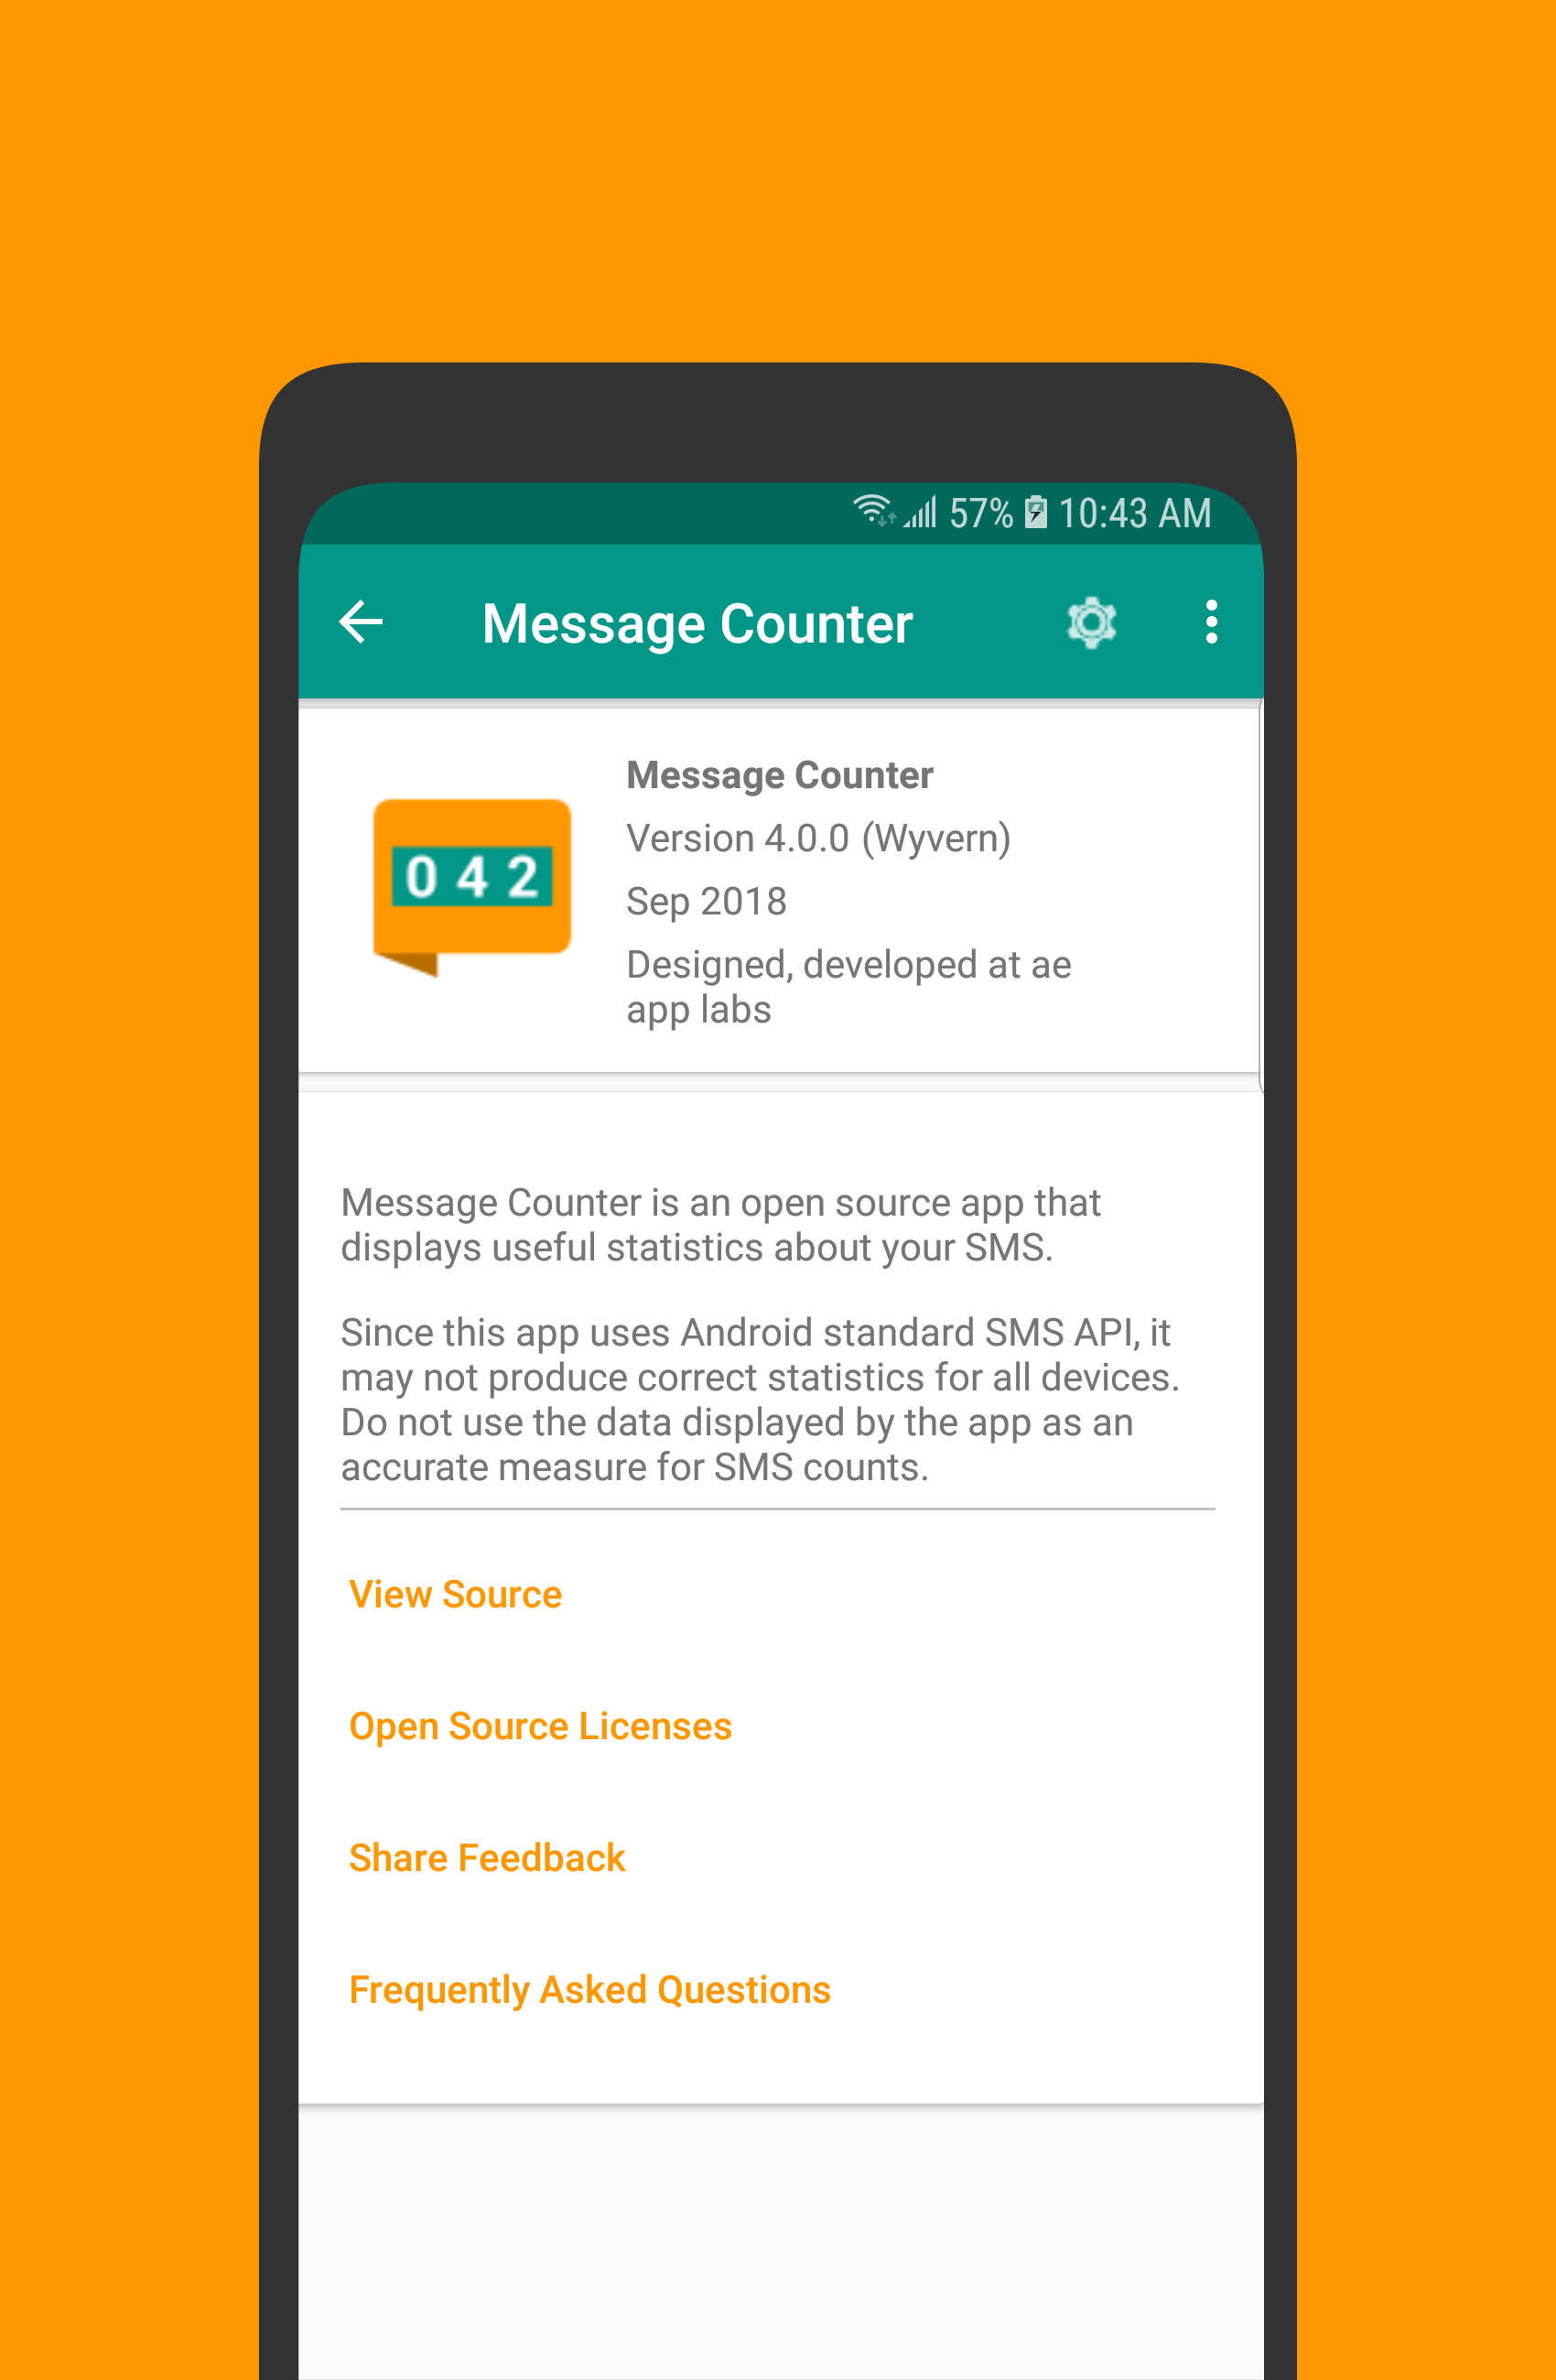 57% 10:43 AM
Message Counter
Message Counter
Version 4.0.0 (Wyvern)
042
Sep 2018
Designed, developed at ae
app labs
Message Counter is an open source app that
displays useful statistics about your SMS.
Since this app uses Android standard SMS API, it
may not produce correct statistics for all devices.
Do not use the data displayed by the app as an
accurate measure for SMS counts.
View Source
Open Source Licenses
Share Feedback
Frequently Asked Questions